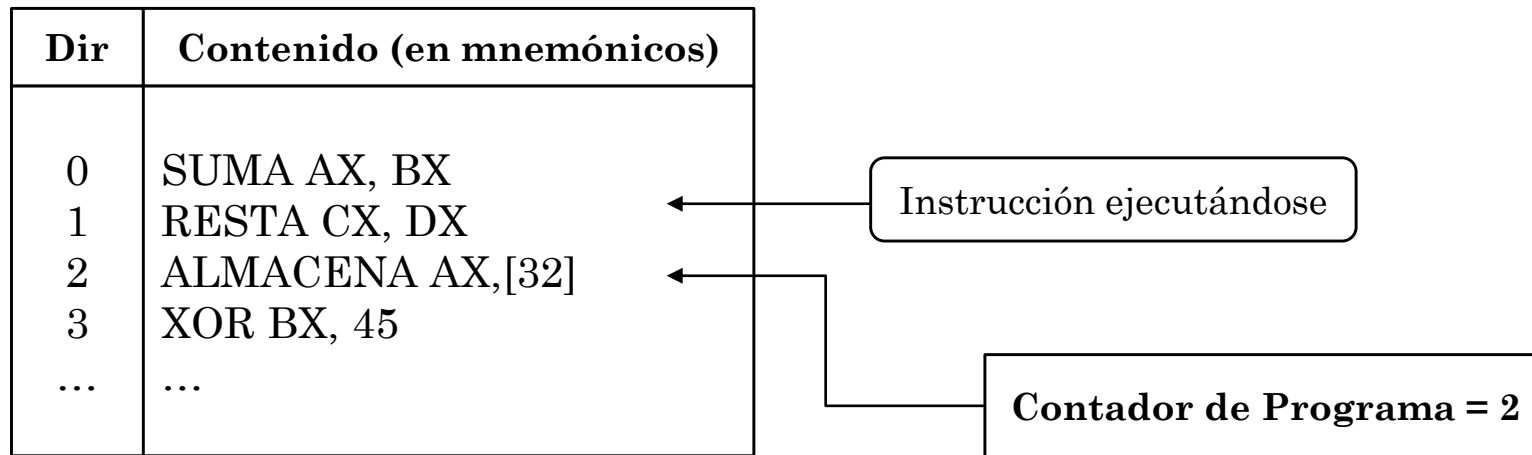 Dir Contenido (en mnemónicos)
0 SUMA AX, BX
1 RESTA CX, DX
2 ALMACENA AX,[32]
3 XOR BX, 45
... ...
Instrucción ejecutándose
Contador de Programa = 2